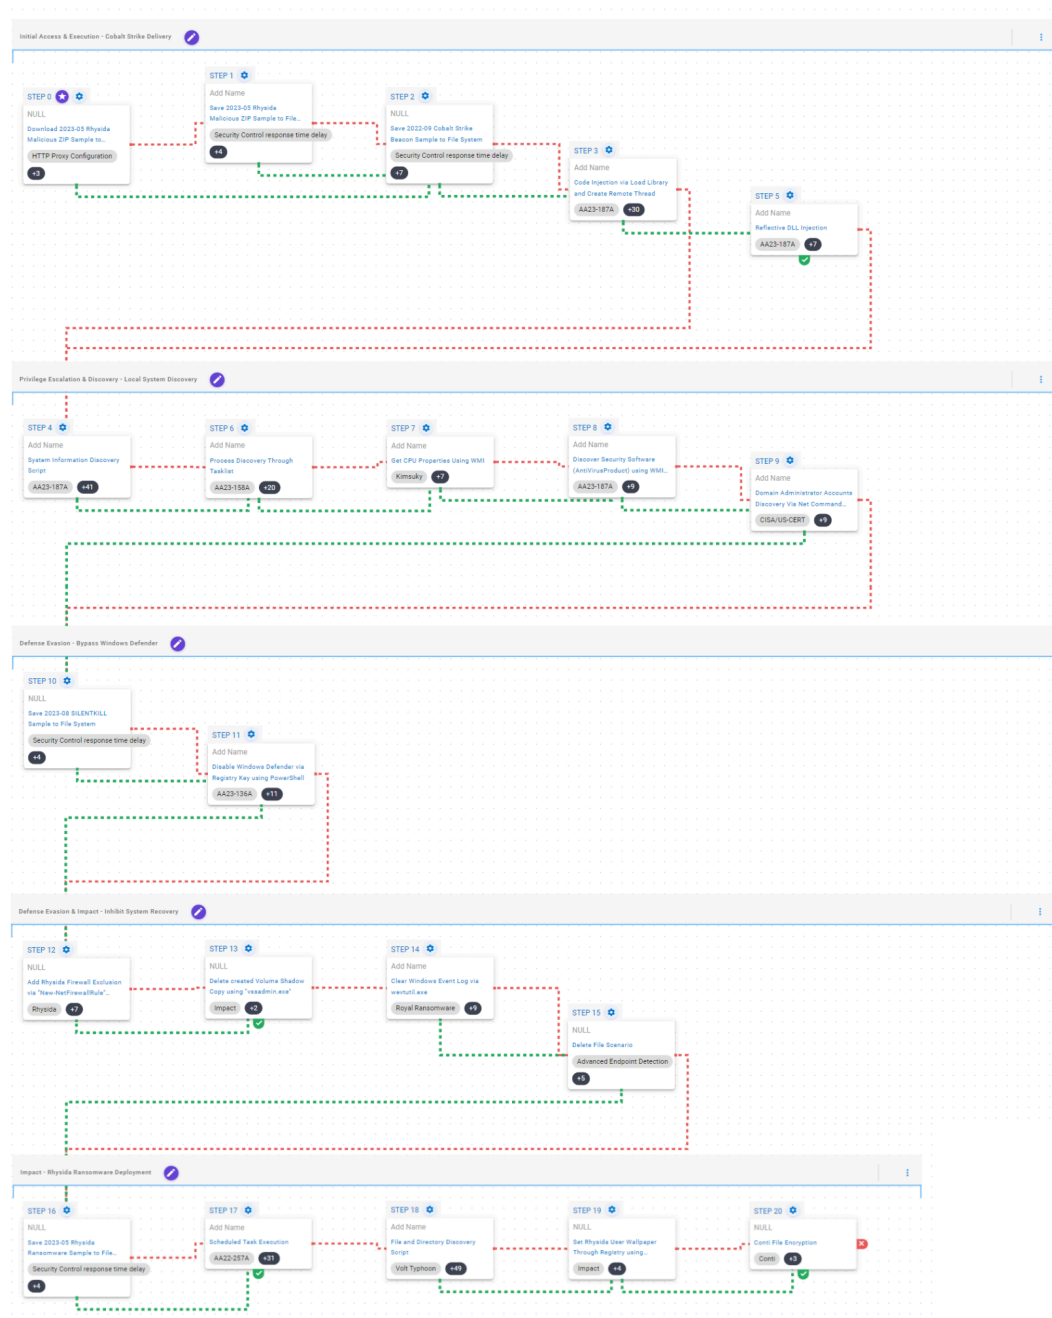 Initial Access & Execution - Cobalt Strike Delivery
STEP 0
NULL
Download 2023-05 Rhysida
Malicious ZIP Sample to...
HTTP Proxy Configuration
+3
STEP 1
Add Name
Save 2023-05 Rhysida
Malicious ZIP Sample to File...
Security Control response time delay
+4
STEP 2
NULL
Save 2022-09 Cobalt Strike
Beacon Sample to File System
Security Control response time delay
+7
STEP 3
Add Name
Code Injection via Load Library
and Create Remote Thread
AA23-187A +30
STEP 5
Add Name
Reflective DLL Injection
AA23-187A +7
Privilege Escalation & Discovery - Local System Discovery
STEP 4
Add Name
System Information Discovery
Script
AA23-187A +41
STEP 6
Add Name
Process Discovery Through
Tasklist
AA23-158A +20
STEP 7
Add Name
Get CPU Properties Using WMI
Kimsuky +7
STEP 8
Add Name
Discover Security Software
(AntiVirusProduct) using WMI...
AA23-187A +9
STEP 9
Add Name
Domain Administrator Accounts
Discovery Via Net Command...
CISA/US-CERT +9
Defense Evasion - Bypass Windows Defender
STEP 10
NULL
Save 2023-08 SILENTKILL
Sample to File System
Security Control response time delay
+4
STEP 11
Add Name
Disable Windows Defender via
Registry Key using PowerShell
AA23-136A +11
Defense Evasion & Impact - Inhibit System Recovery
STEP 12
NULL
Add Rhysida Firewall Exclusion
via "New-NetFirewallRule"...
Rhysida +7
STEP 13
NULL
Delete created Volume Shadow
Copy using "vssadmin.exe"
Impact +2
STEP 14
Add Name
Clear Windows Event Log via
wevtutil.exe
Royal Ransomware +9
STEP 15
NULL
Delete File Scenario
Advanced Endpoint Detection
+5
Impact - Rhysida Ransomware Deployment
STEP 16
NULL
Save 2023-05 Rhysida
Ransomware Sample to File...
Security Control response time delay
+4
STEP 17
Add Name
Scheduled Task Execution
AA22-257A +31
STEP 18
Add Name
File and Directory Discovery
Script
Volt Typhoon +49
STEP 19
NULL
Set Rhysida User Wallpaper
Through Registry using...
Impact +4
STEP 20
NULL
Conti File Encryption
Conti +3